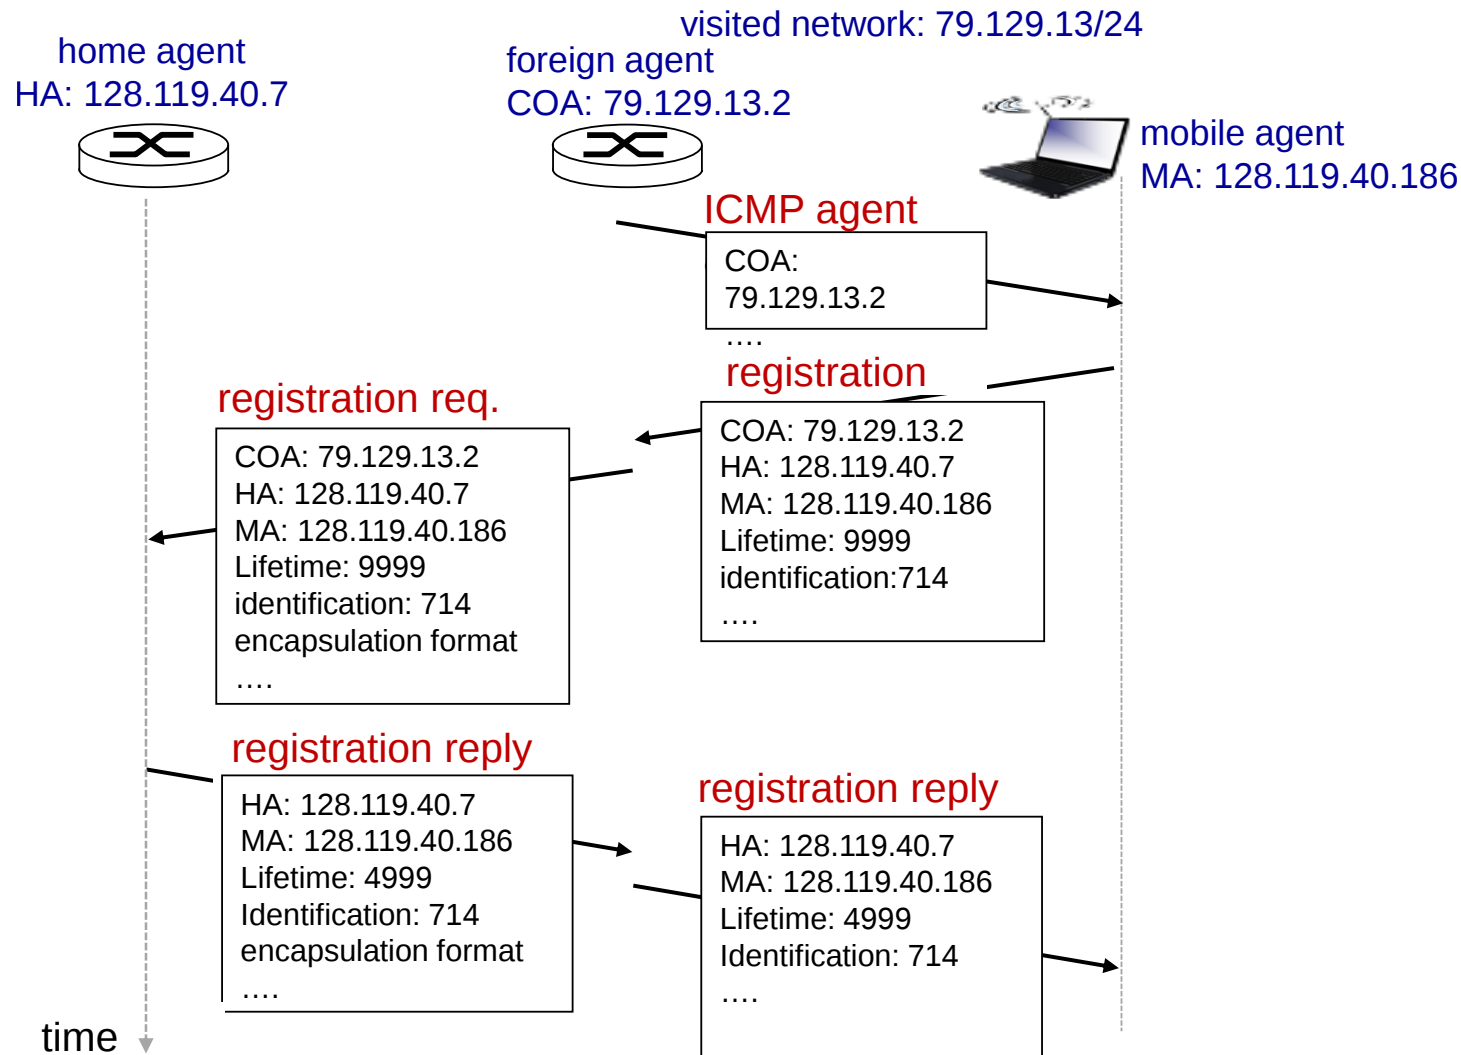 visited network: 79.129.13/24
home agent
HA: 128.119.40.7
foreign agent
COA: 79.129.13.2
mobile agent
MA: 128.119.40.186
ICMP agent
COA:
79.129.13.2
….
registration
COA: 79.129.13.2
HA: 128.119.40.7
MA: 128.119.40.186
Lifetime: 9999
identification:714
….
registration req.
COA: 79.129.13.2
HA: 128.119.40.7
MA: 128.119.40.186
Lifetime: 9999
identification: 714
encapsulation format
….
registration reply
HA: 128.119.40.7
MA: 128.119.40.186
Lifetime: 4999
Identification: 714
encapsulation format
….
registration reply
HA: 128.119.40.7
MA: 128.119.40.186
Lifetime: 4999
Identification: 714
….
time